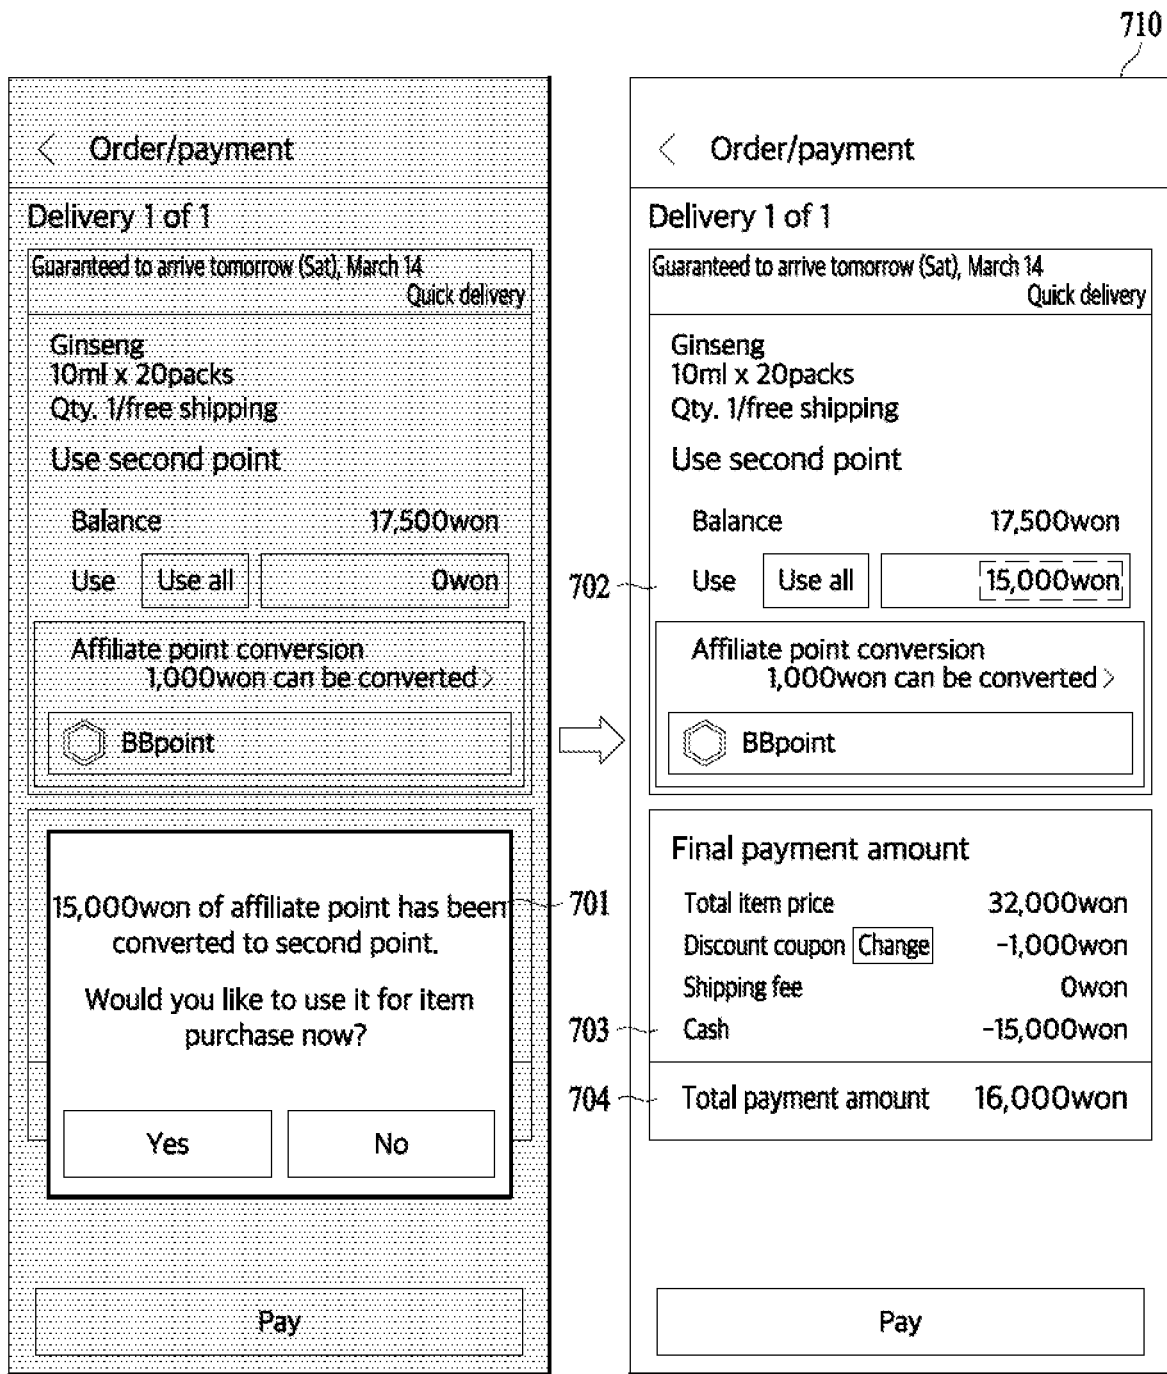 710
< Order/payment
Delivery 1 of 1
Guaranteed to arrive tomorrow (Sat), March 14
Quick delivery
Ginseng
10ml x 20packs
Qty. 1/free shipping
Use second point
Balance 17,500won
Use Use all 0won
Affiliate point conversion
1,000won can be converted >
BBpoint
15,000won of affiliate point has been
converted to second point.
Would you like to use it for item
purchase now?
Yes No
Pay
701
702
703
704
< Order/payment
Delivery 1 of 1
Guaranteed to arrive tomorrow (Sat), March 14
Quick delivery
Ginseng
10ml x 20packs
Qty. 1/free shipping
Use second point
Balance 17,500won
Use Use all 15,000won
Affiliate point conversion
1,000won can be converted >
BBpoint
Final payment amount
Total item price 32,000won
Discount coupon Change -1,000won
Shipping fee 0won
Cash -15,000won
Total payment amount 16,000won
Pay